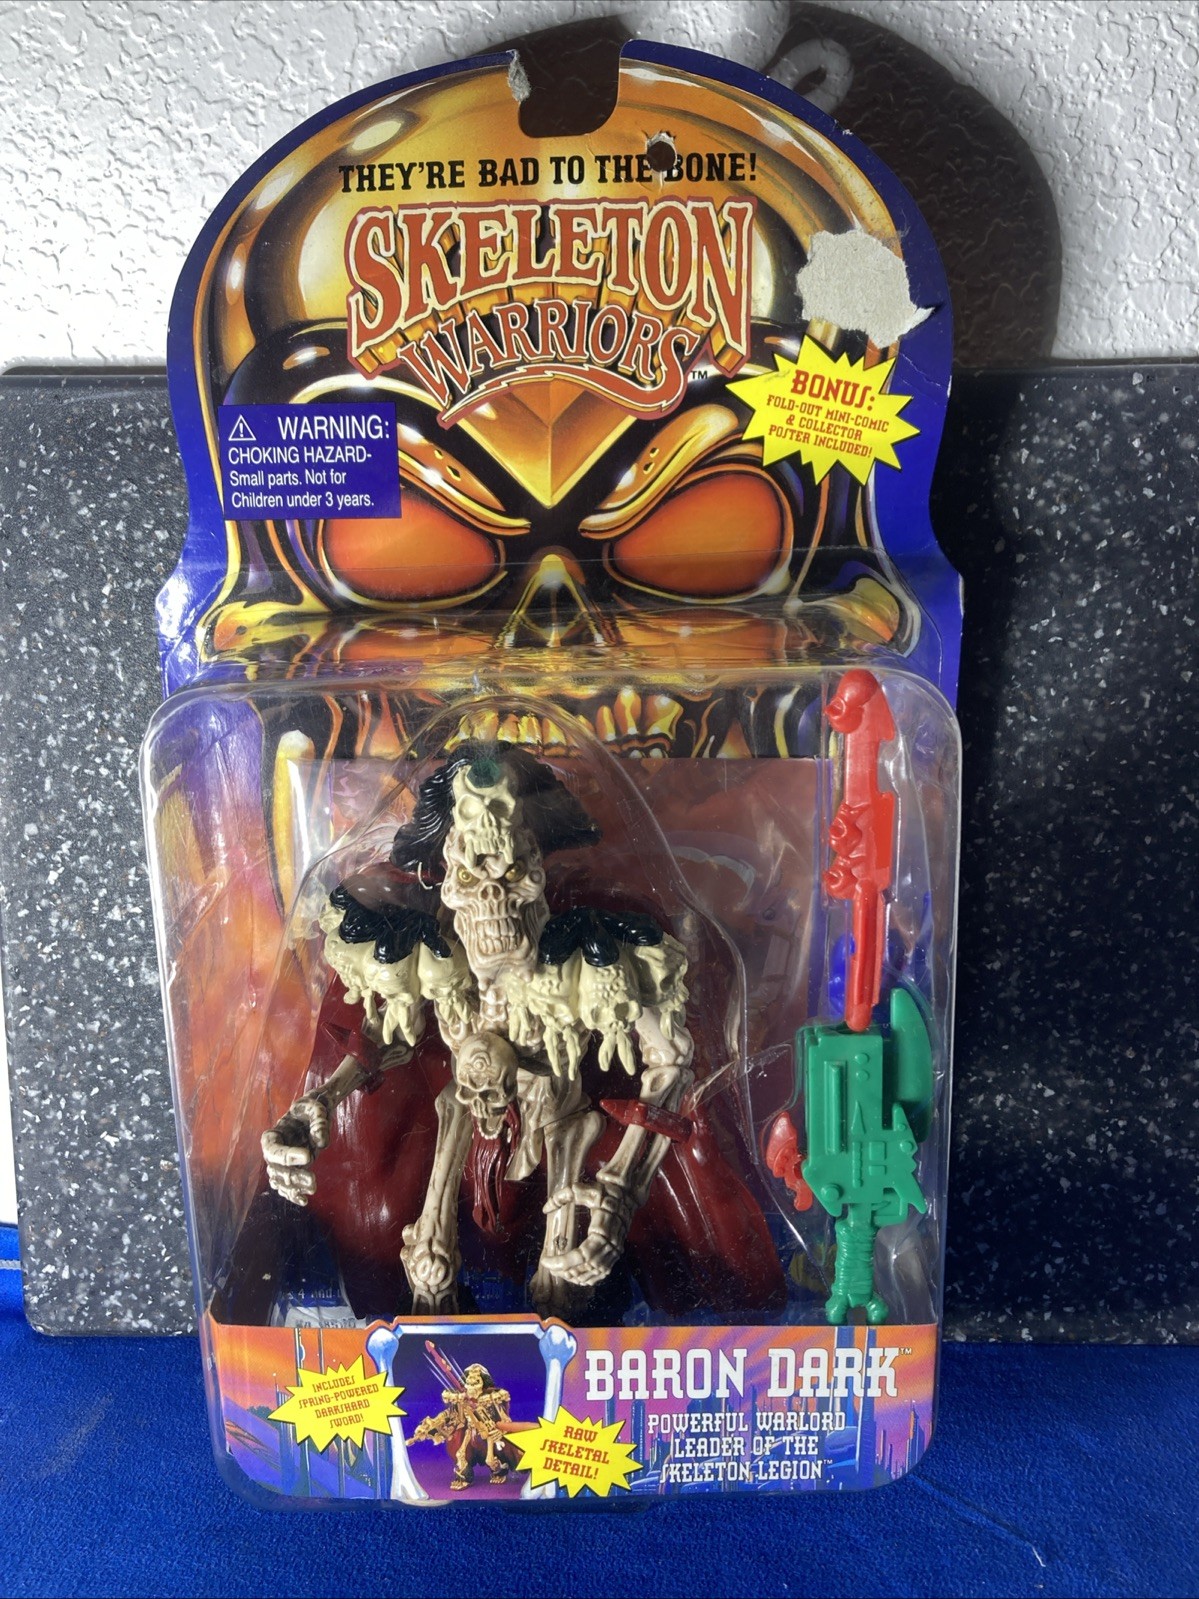 THEY'RE BAD TO THE BONE!
SKELETON
WARRIORS™
BONUS:
FOLD-OUT MINI-COMIC
& COLLECTOR
POSTER INCLUDED!
⚠ WARNING:
CHOKING HAZARD-
Small parts. Not for
Children under 3 years.
INCLUDES
SPRING-POWERED
DARKSHARD
SWORD!
RAW
SKELETAL
DETAIL!
BARON DARK™
POWERFUL WARLORD
LEADER OF THE
SKELETON LEGION™